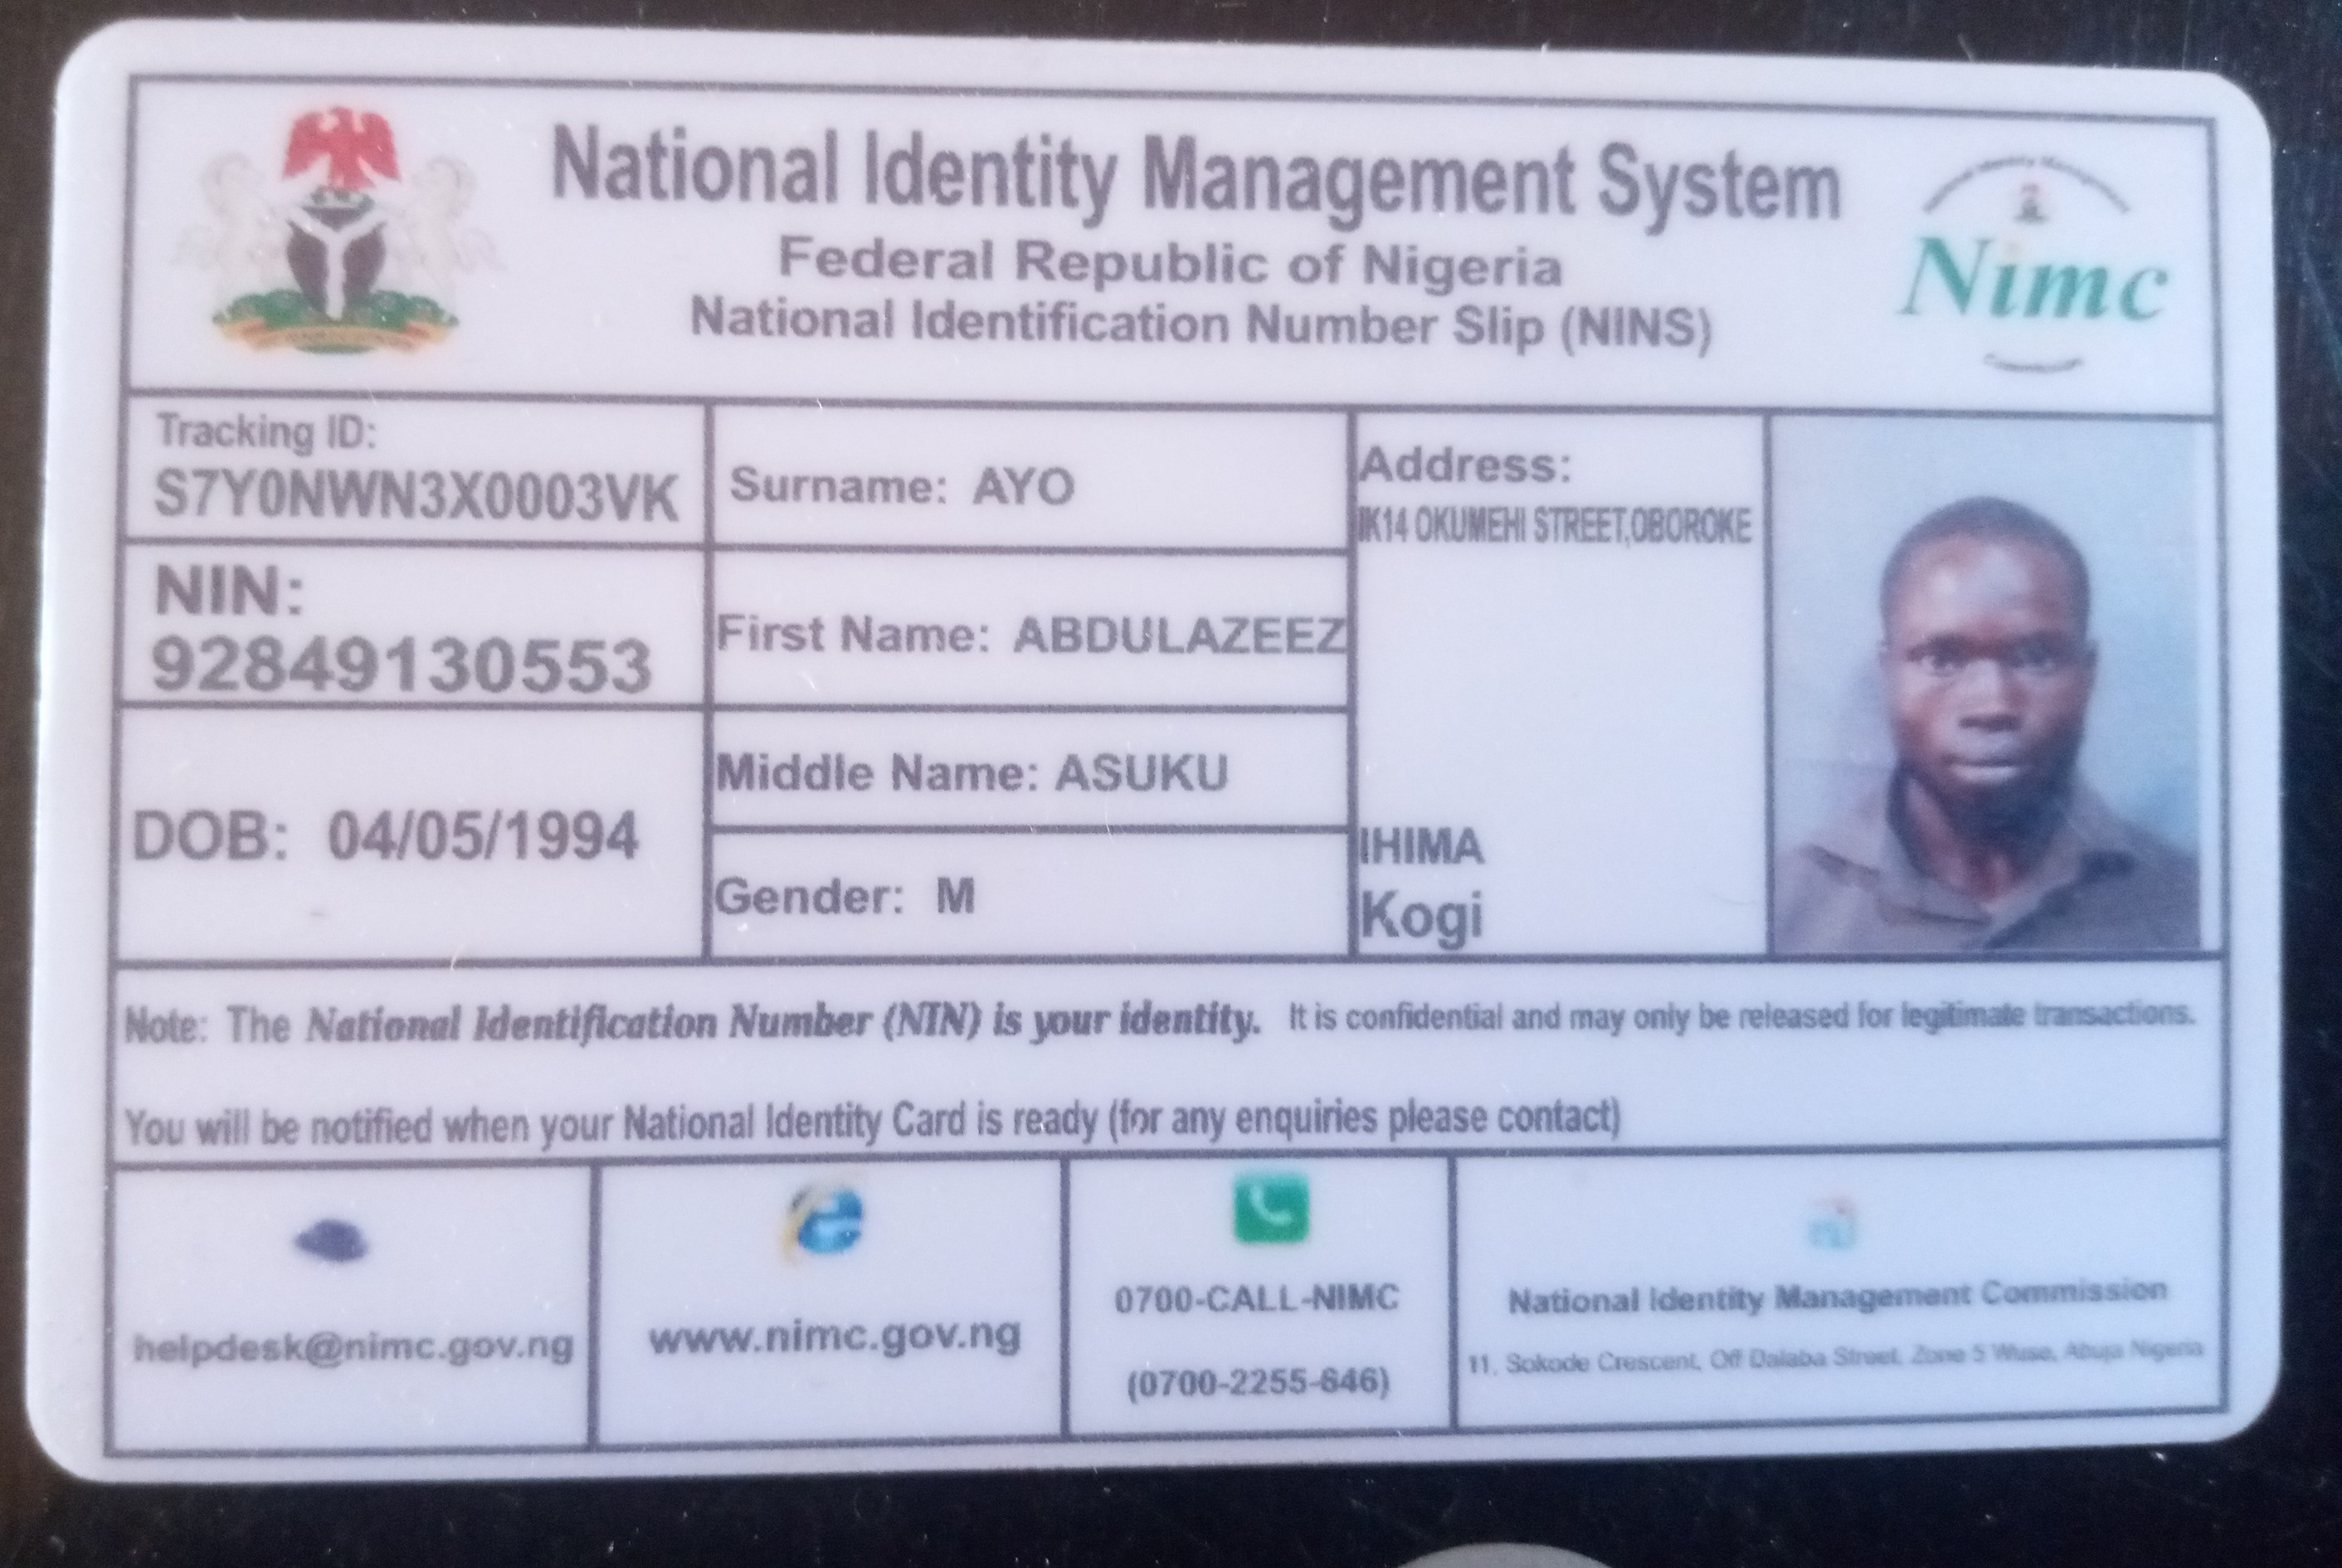 National Identity Management System
Federal Republic of Nigeria
National Identification Number Slip (NINS)
National Identity Management
Nimc
Commission
Tracking ID:
S7Y0NWN3X0003VK
NIN:
92849130553
DOB: 04/05/1994
Surname: AYO
First Name: ABDULAZEEZ
Middle Name: ASUKU
Gender: M
Address:
IK14 OKUMEHI STREET,OBOROKE
IHIMA
Kogi
Note: The National Identification Number (NIN) is your identity. It is confidential and may only be released for legitimate transactions.
You will be notified when your National Identity Card is ready (for any enquiries please contact)
helpdesk@nimc.gov.ng
www.nimc.gov.ng
0700-CALL-NIMC
(0700-2255-646)
National Identity Management Commission
11, Sokode Crescent, Off Dalaba Street, Zone 5 Wuse, Abuja Nigeria